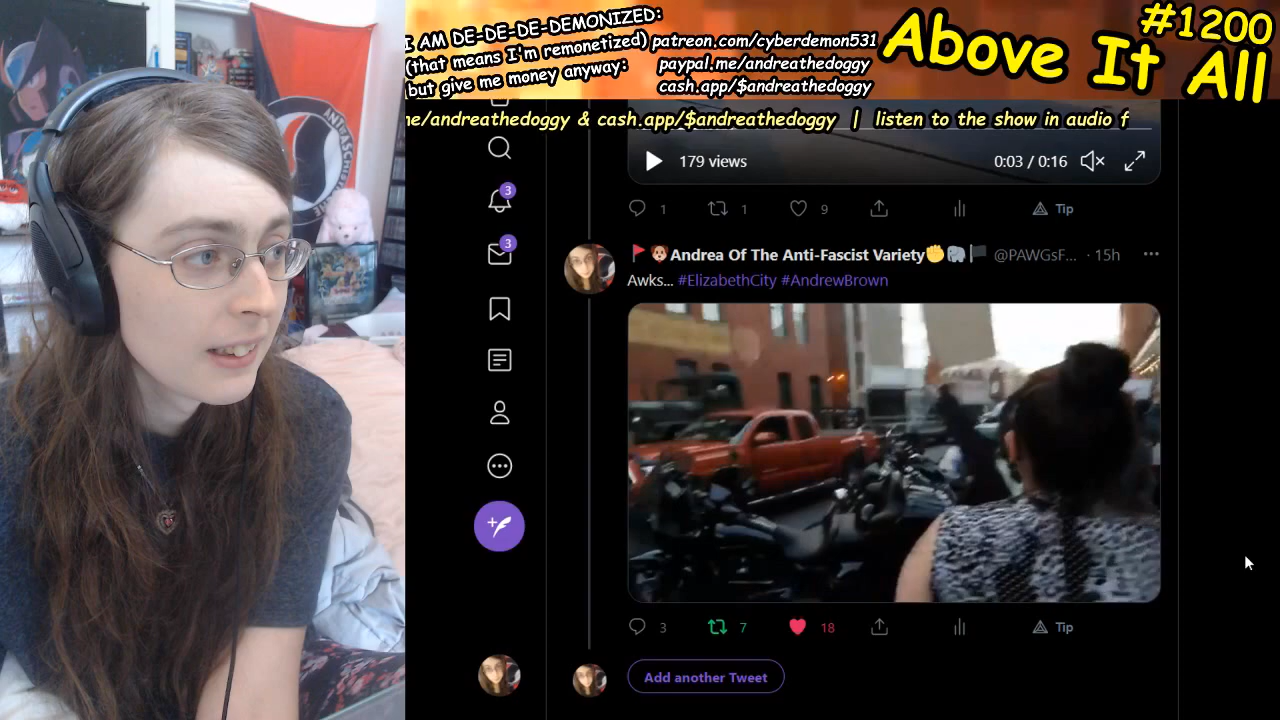 I AM DE-DE-DE-DEMONIZED:
(that means I'm remonetized)
but give me money anyway:
patreon.com/cyberdemon531
paypal.me/andreathedoggy
cash.app/$andreathedoggy
#1200
Above It All
ne/andreathedoggy & cash.app/$andreathedoggy | listen to the show in audio f
ANTIFASCHISTISCHE
179 views
0:03 / 0:16
3
3
1
1
9
Tip
Andrea Of The Anti-Fascist Variety @PAWGsF... · 15h
Awks... #ElizabethCity #AndrewBrown
3
7
18
Tip
Add another Tweet